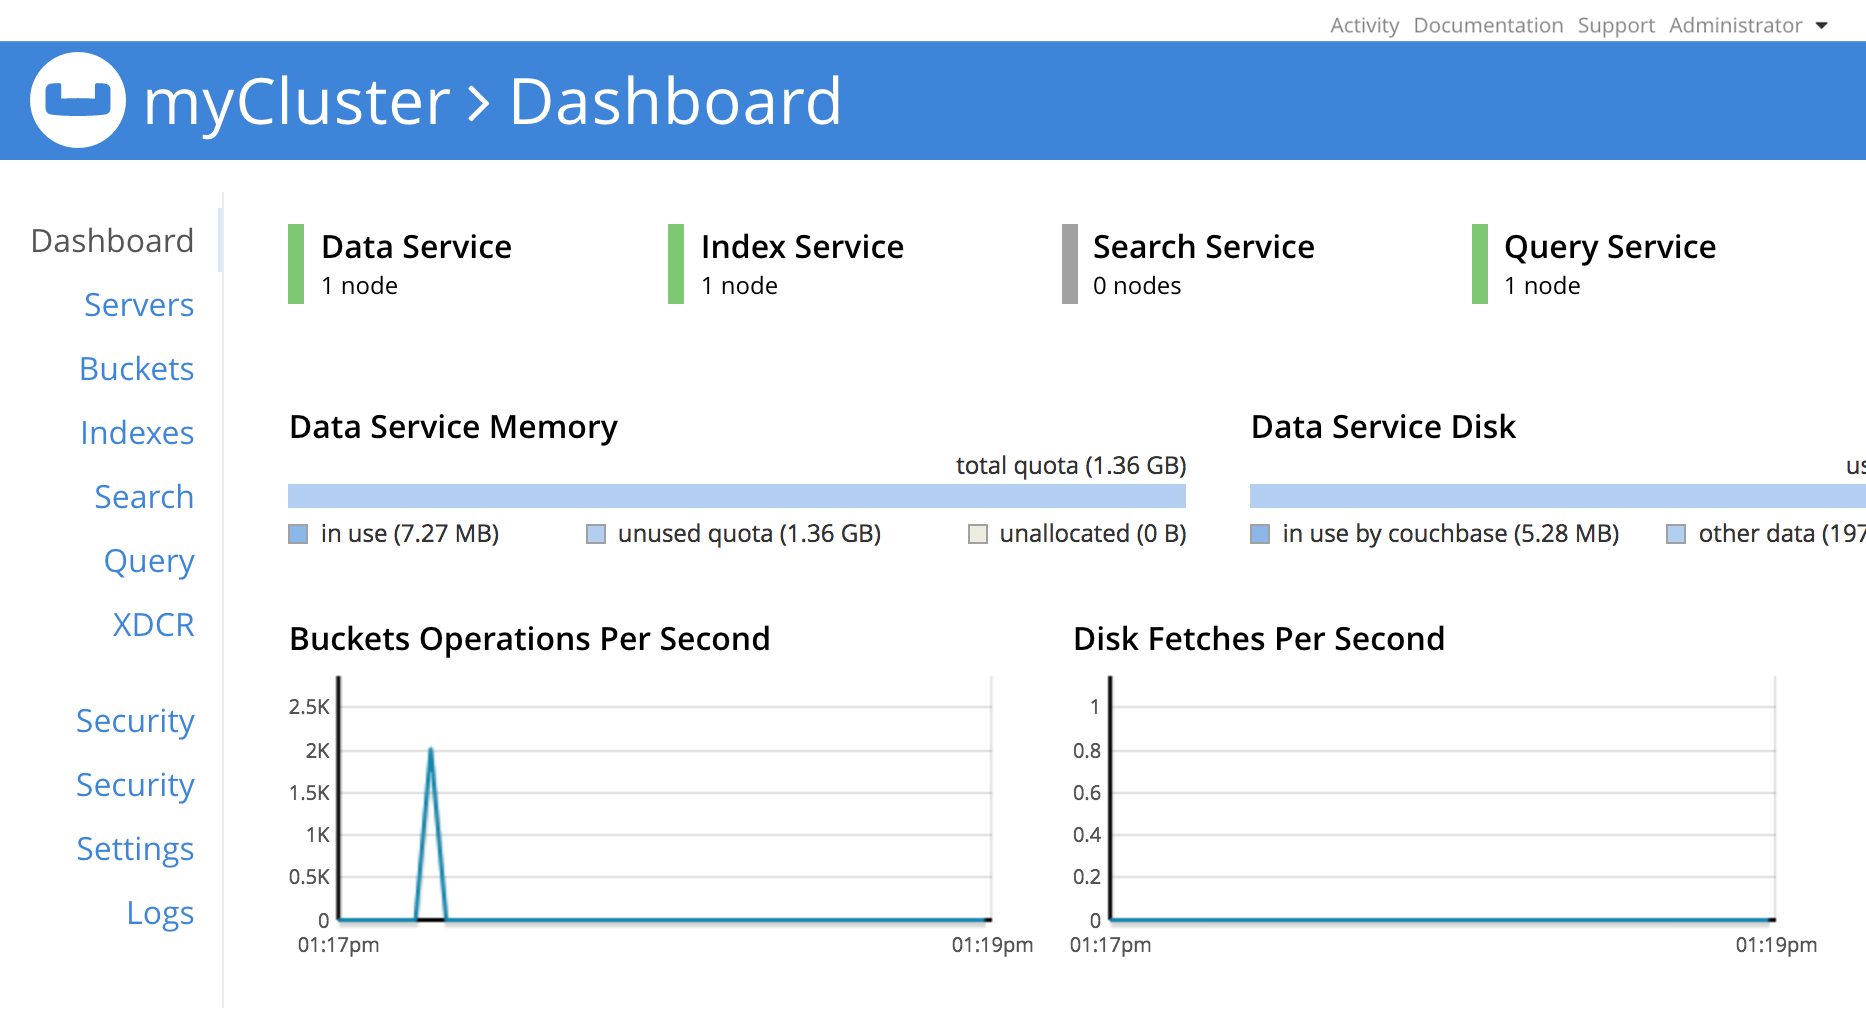 Activity Documentation Support Administrator
myCluster > Dashboard
Dashboard
Servers
Buckets
Indexes
Search
Query
XDCR
Security
Security
Settings
Logs
Data Service
1 node
Index Service
1 node
Search Service
0 nodes
Query Service
1 node
Data Service Memory
total quota (1.36 GB)
in use (7.27 MB) unused quota (1.36 GB) unallocated (0 B)
Data Service Disk
us
in use by couchbase (5.28 MB) other data (197
Buckets Operations Per Second
2.5K
2K
1.5K
1K
0.5K
0
01:17pm 01:19pm
Disk Fetches Per Second
1
0.8
0.6
0.4
0.2
0
01:17pm 01:19pm